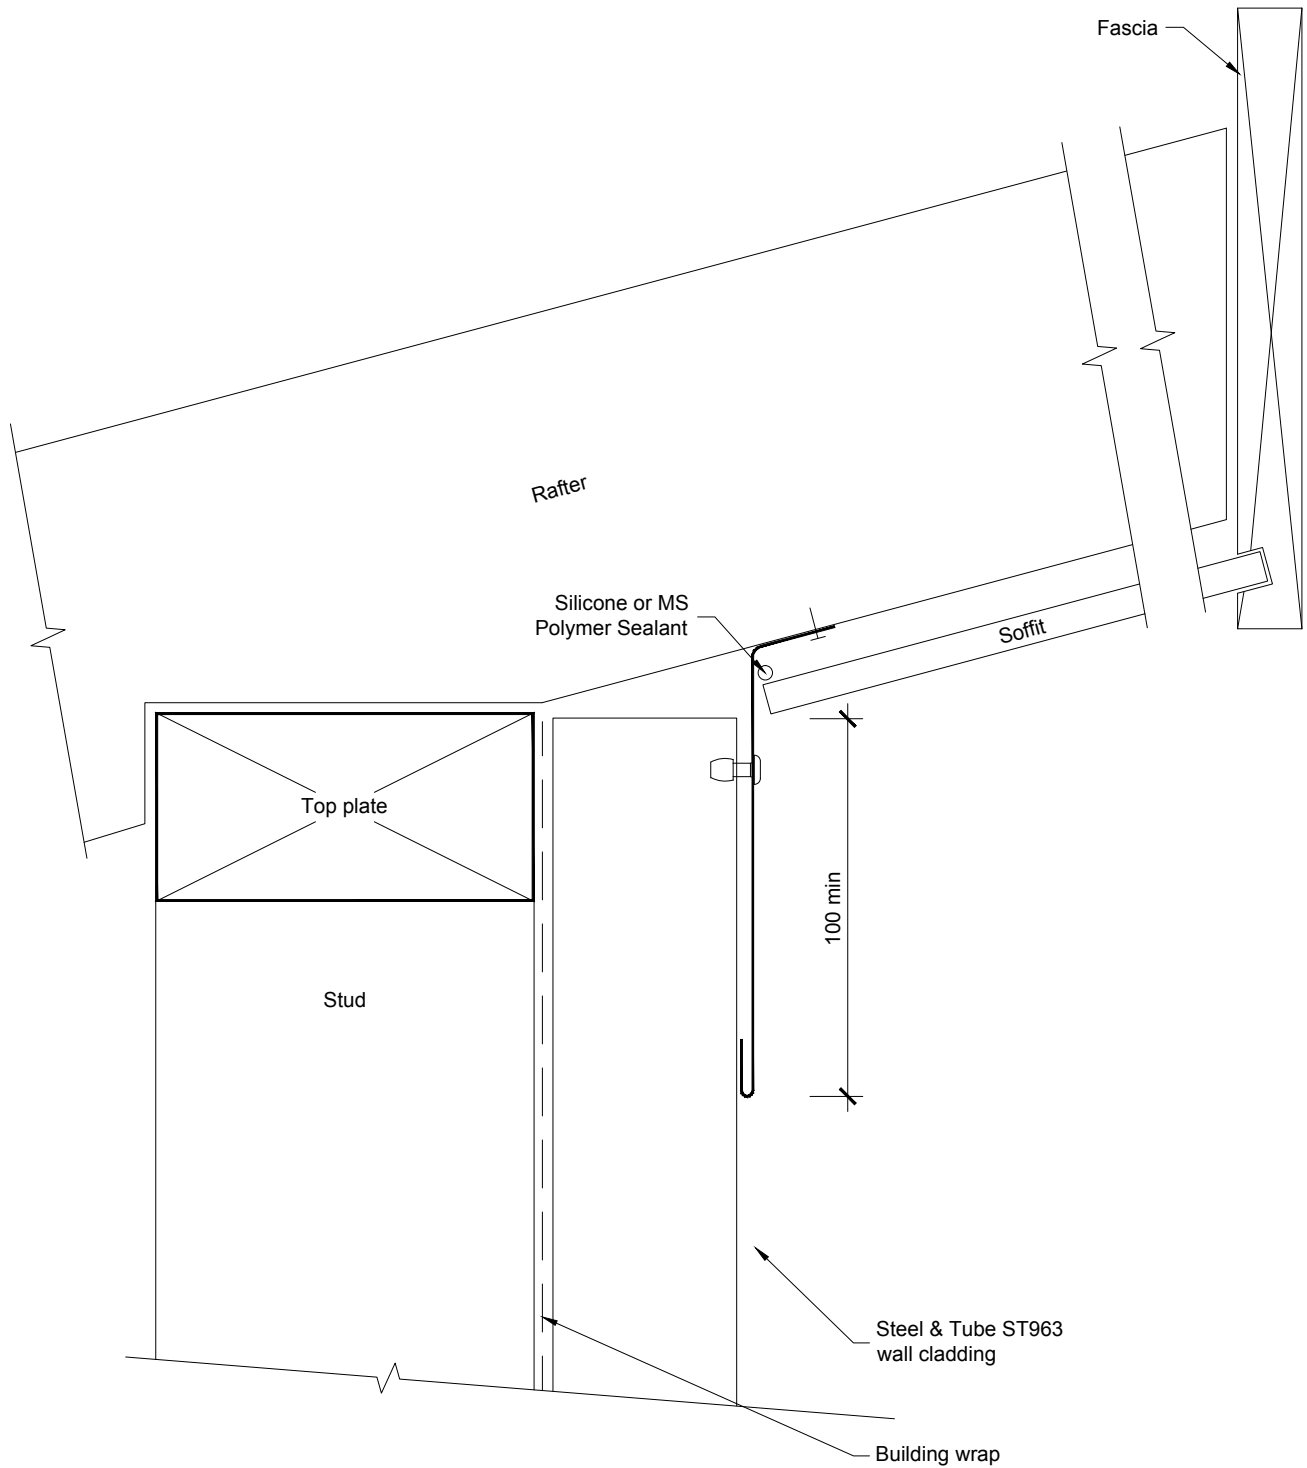 Fascia
Rafter
Silicone or MS
Polymer Sealant
Soffit
Top plate
100 min
Stud
Steel & Tube ST963
wall cladding
Building wrap